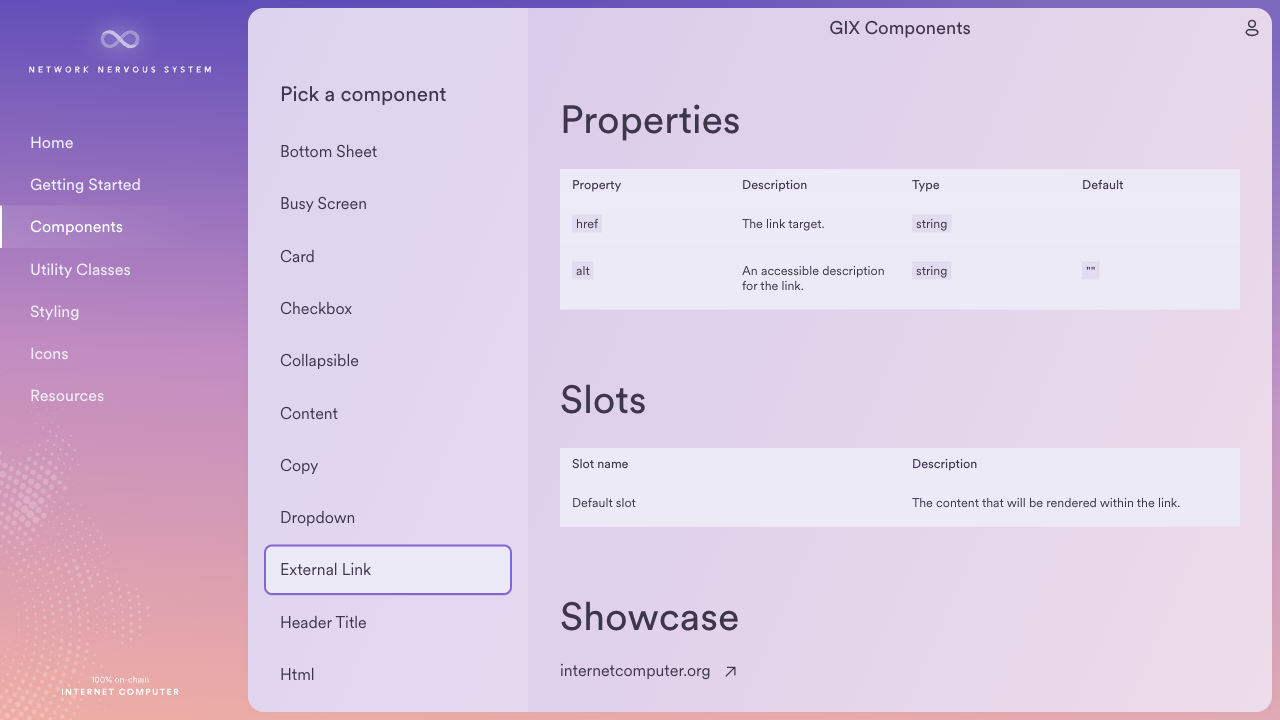 NETWORK NERVOUS SYSTEM
Home
Getting Started
Components
Utility Classes
Styling
Icons
Resources
100% on-chain
INTERNET COMPUTER
Pick a component
Bottom Sheet
Busy Screen
Card
Checkbox
Collapsible
Content
Copy
Dropdown
External Link
Header Title
Html
GIX Components
Properties
Property Description Type Default
href The link target. string
alt An accessible description string ""
for the link.
Slots
Slot name Description
Default slot The content that will be rendered within the link.
Showcase
internetcomputer.org